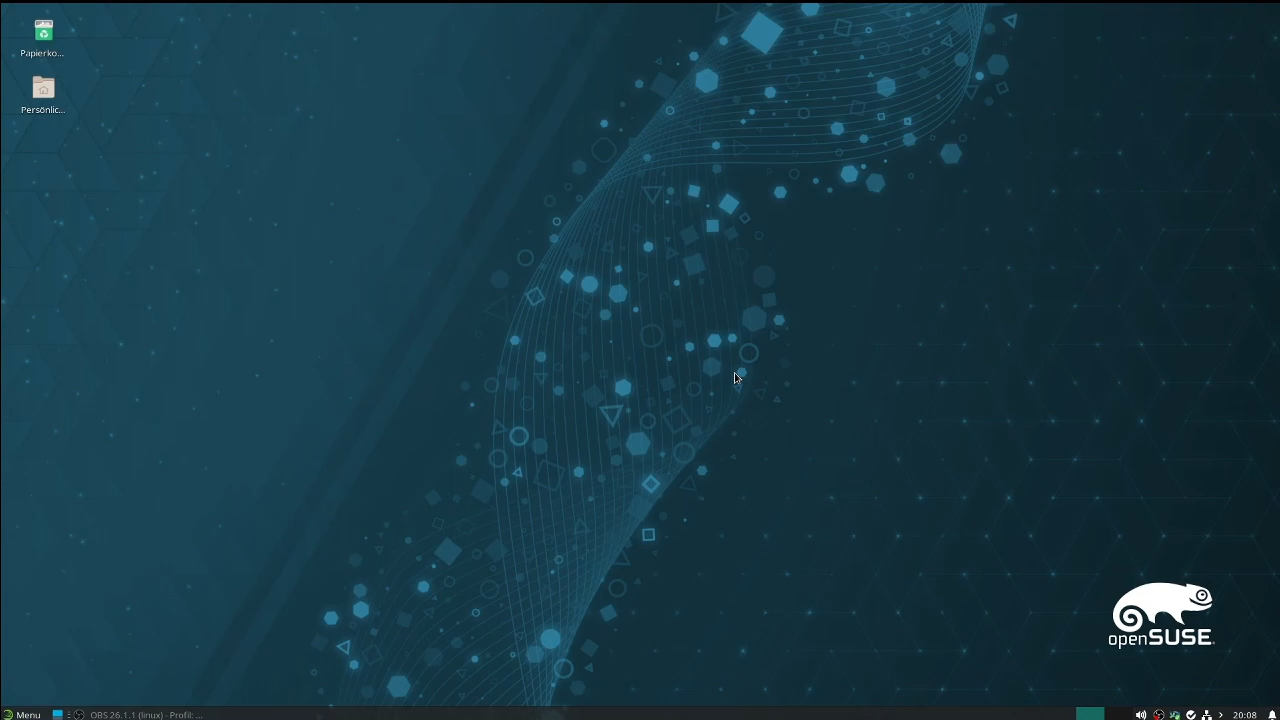 Papierko...
Persönlic...
openSUSE
Menu
OBS 26.1.1 (linux) - Profil: ...
20:08